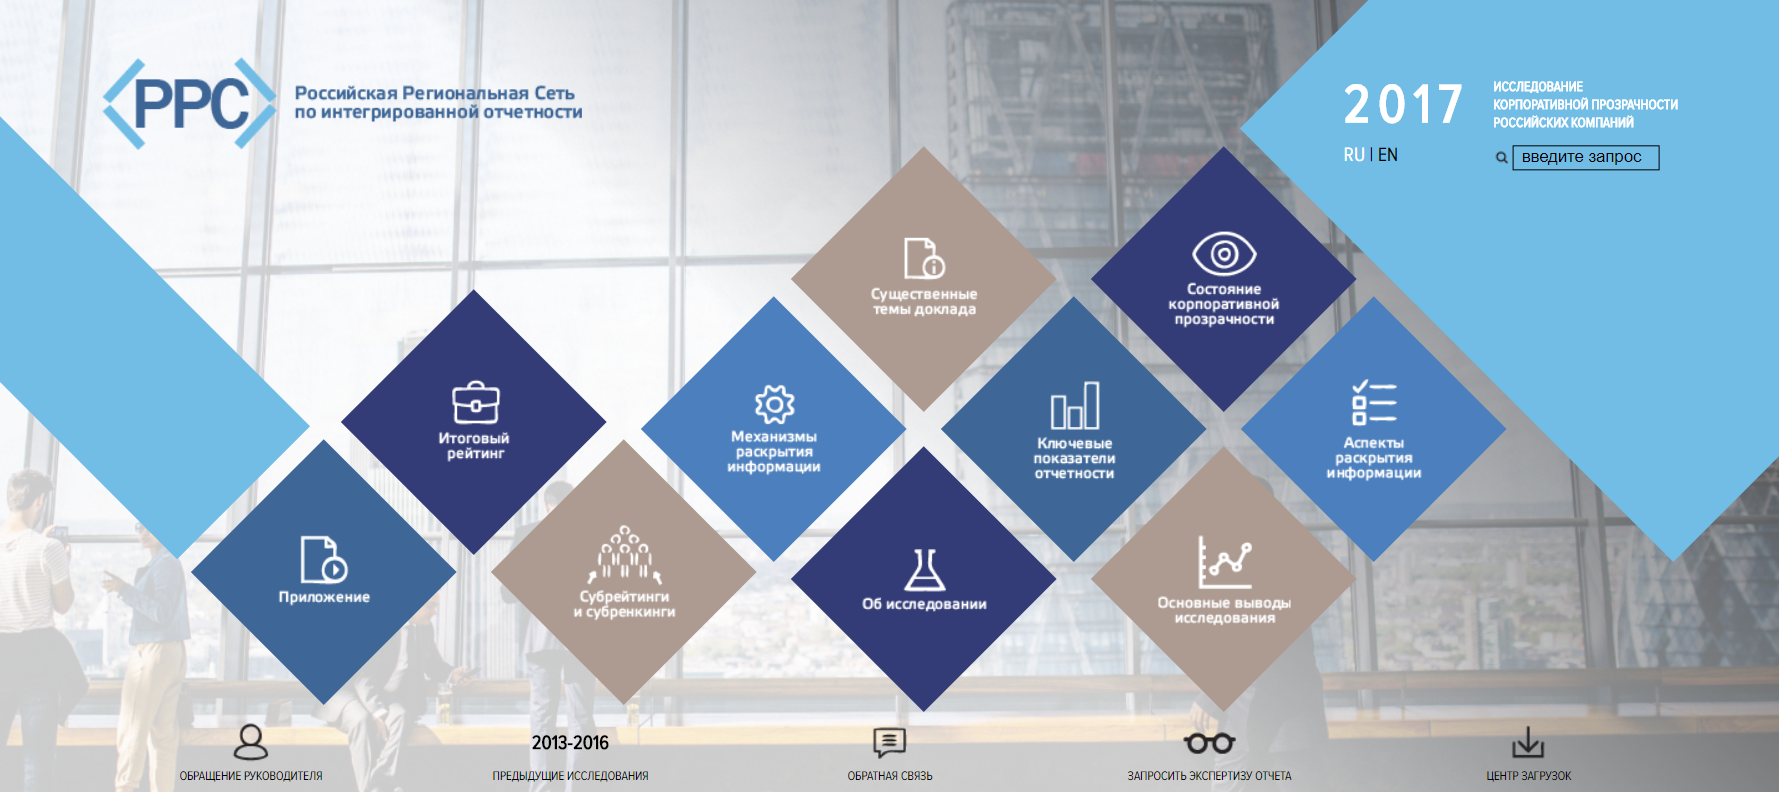 РРС
Российская Региональная Сеть
по интегрированной отчетности
2017
ИССЛЕДОВАНИЕ
КОРПОРАТИВНОЙ ПРОЗРАЧНОСТИ
РОССИЙСКИХ КОМПАНИЙ
RU | EN
введите запрос
Существенные
темы доклада
Состояние
корпоративной
прозрачности
Итоговый
рейтинг
Механизмы
раскрытия
информации
Ключевые
показатели
отчетности
Аспекты
раскрытия
информации
Приложение
Субрейтинги
и субренкинги
Об исследовании
Основные выводы
исследования
ОБРАЩЕНИЕ РУКОВОДИТЕЛЯ
2013-2016
ПРЕДЫДУЩИЕ ИССЛЕДОВАНИЯ
ОБРАТНАЯ СВЯЗЬ
ЗАПРОСИТЬ ЭКСПЕРТИЗУ ОТЧЕТА
ЦЕНТР ЗАГРУЗОК